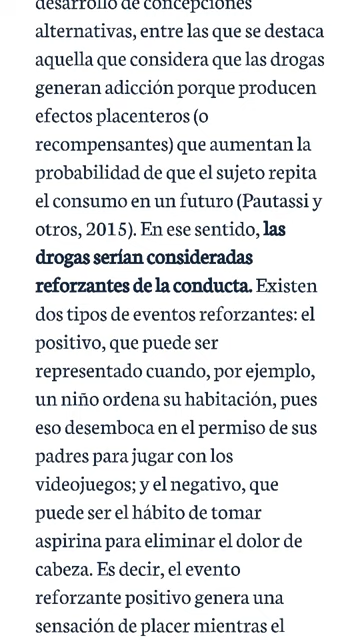 desarrollo de concepciones
alternativas, entre las que se destaca
aquella que considera que las drogas
generan adicción porque producen
efectos placenteros (o
recompensantes) que aumentan la
probabilidad de que el sujeto repita
el consumo en un futuro (Pautassi y
otros, 2015). En ese sentido, las
drogas serían consideradas
reforzantes de la conducta. Existen
dos tipos de eventos reforzantes: el
positivo, que puede ser
representado cuando, por ejemplo,
un niño ordena su habitación, pues
eso desemboca en el permiso de sus
padres para jugar con los
videojuegos; y el negativo, que
puede ser el hábito de tomar
aspirina para eliminar el dolor de
cabeza. Es decir, el evento
reforzante positivo genera una
sensación de placer mientras el